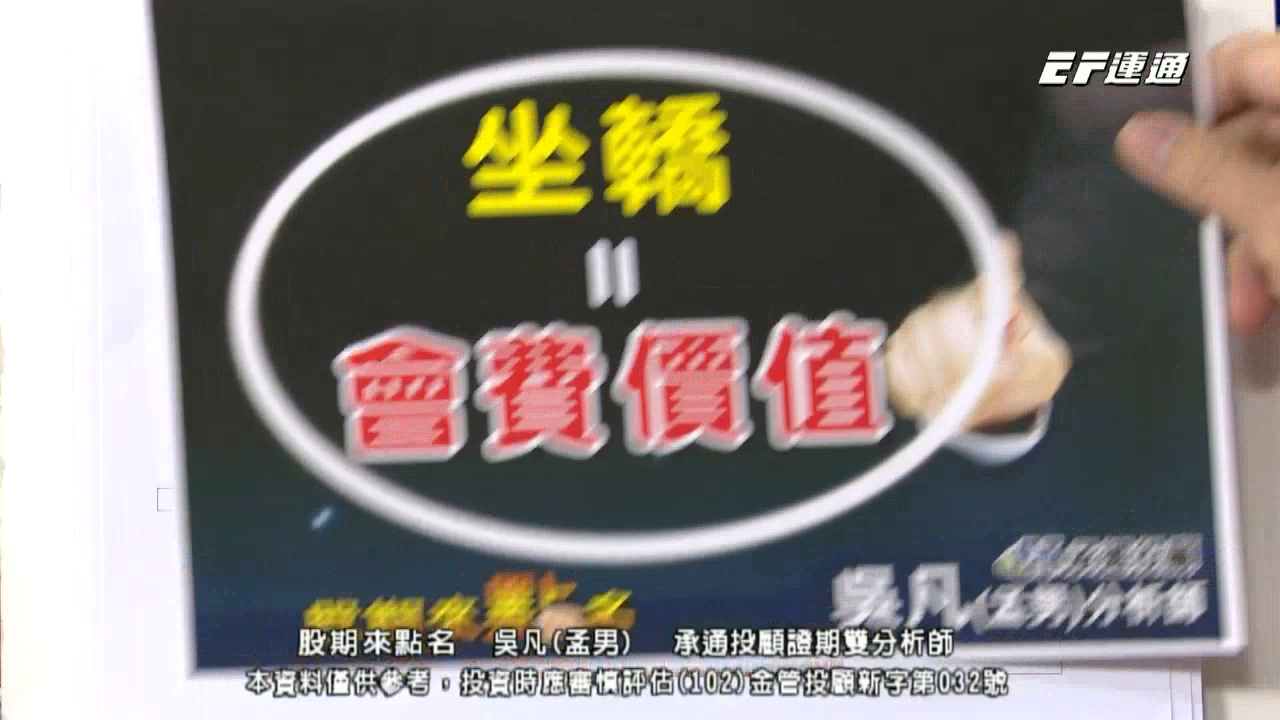 EF運通
坐轎
=
會費價值
吳凡(孟男)分析師
股期來點名 吳凡(孟男) 承通投顧證期雙分析師
本資料僅供參考，投資時應審慎評估(102)金管投顧新字第032號